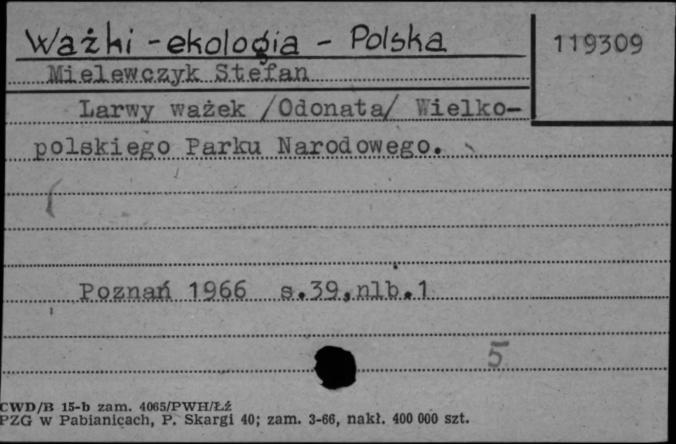 Ważki - ekologia - Polska
119309
Mielewczyk Stefan
Larwy ważek /Odonata/ Wielko-
polskiego Parku Narodowego.
Poznań 1966 s.39,nlb.1
5
CWD/B 15-b zam. 4065/PWH/Łź
PZG w Pabianicach, P. Skargi 40; zam. 3-66, nakł. 400 000 szt.